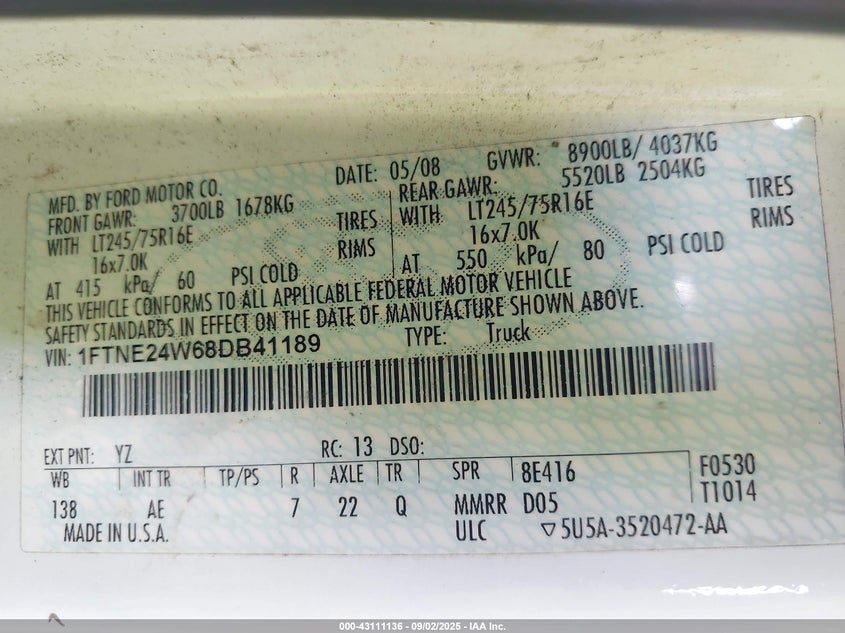 MFD. BY FORD MOTOR CO.
DATE: 05/08 GVWR: 8900LB/ 4037KG
FRONT GAWR: 3700LB 1678KG
REAR GAWR: 5520LB 2504KG
WITH LT245/75R16E TIRES
WITH LT245/75R16E TIRES
16x7.0K RIMS
16x7.0K RIMS
AT 415 kPa/ 60 PSI COLD
AT 550 kPa/ 80 PSI COLD
THIS VEHICLE CONFORMS TO ALL APPLICABLE FEDERAL MOTOR VEHICLE
SAFETY STANDARDS IN EFFECT ON THE DATE OF MANUFACTURE SHOWN ABOVE.
VIN: 1FTNE24W68DB41189 TYPE: Truck
EXT PNT: YZ RC: 13 DSO:
WB INT TR TP/PS R AXLE TR SPR 8E416 F0530
138 AE 7 22 Q MMRR D05 T1014
MADE IN U.S.A. ULC ▽5U5A-3520472-AA
000-43111136 - 09/02/2025 - IAA Inc.